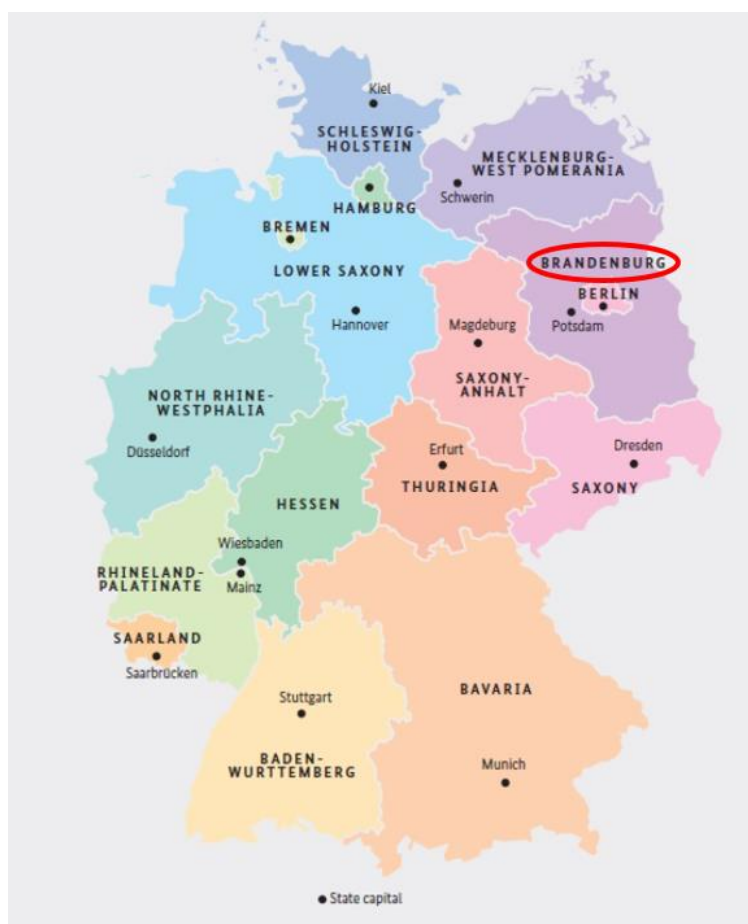 Kiel
SCHLESWIG-
HOLSTEIN
MECKLENBURG-
WEST POMERANIA
Schwerin
HAMBURG
BREMEN
LOWER SAXONY
BRANDENBURG
BERLIN
Potsdam
Hannover
Magdeburg
SAXONY-
ANHALT
NORTH RHINE-
WESTPHALIA
Düsseldorf
Erfurt
THURINGIA
Dresden
SAXONY
HESSEN
Wiesbaden
Mainz
RHINELAND-
PALATINATE
SAARLAND
Saarbrücken
BAVARIA
Stuttgart
BADEN-
WURTTEMBERG
Munich
State capital